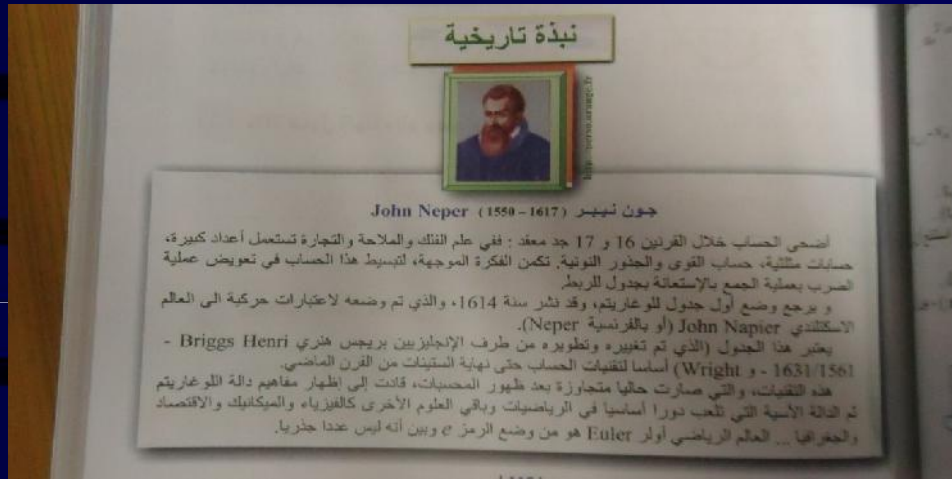 نبذة تاريخية
جون نيبر (1617 – 1550) John Neper
أضحى الحساب خلال القرنين 16 و 17 جد معقد : ففي علم الفلك والملاحة والتجارة تستعمل أعداد كبيرة،
حسابات مثلثية، حساب القوى والجذور النونية. تكمن الفكرة الموجهة، لتبسيط هذا الحساب في تعويض عملية
الضرب بعملية الجمع بالإستعانة بجدول للربط.
و يرجع وضع أول جدول للوغاريتم، وقد نشر سنة 1614، والذي تم وضعه لاعتبارات حركية الى العالم
الاسكتلندي John Napier (أو بالفرنسية Neper).
يعتبر هذا الجدول (الذي تم تغييره وتطويره من طرف الإنجليزيين بريجس هنري Briggs Henri -
1631/1561 - و Wright) أساسا لتقنيات الحساب حتى نهاية الستينات من القرن الماضي.
هذه التقنيات، والتي صارت حاليا متجاوزة بعد ظهور المحسبات، قادت إلى إظهار مفاهيم دالة اللوغاريتم
ثم الدالة الأسية التي تلعب دورا أساسيا في الرياضيات وباقي العلوم الأخرى كالفيزياء والميكانيك والاقتصاد
والجغرافيا ... العالم الرياضي أولر Euler هو من وضع الرمز e وبين أنه ليس عددا جذريا.